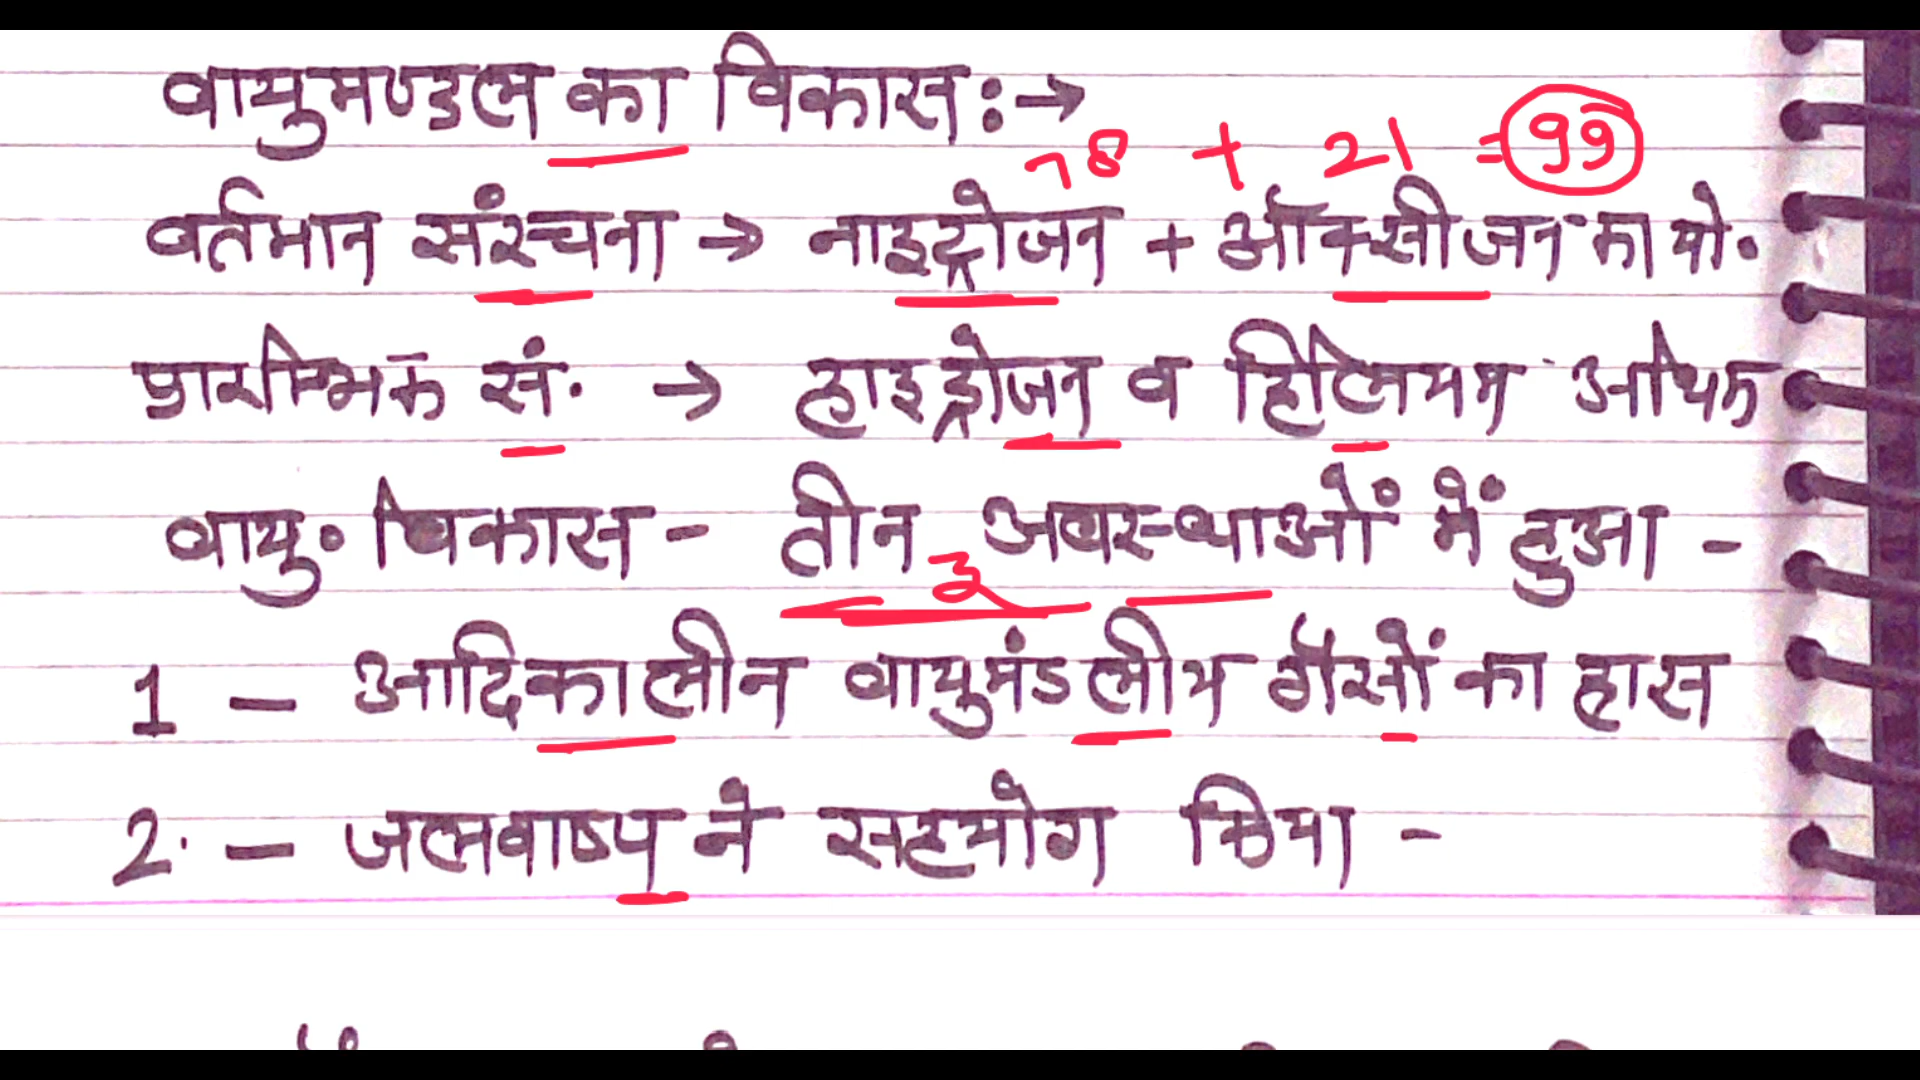 वायुमण्डल का विकास :→
78 + 21 = 99
वर्तमान संरचना → नाइट्रोजन + ऑक्सीजन का यो.
प्रारम्भिक सं. → हाइड्रोजन व हिलियम अधिक
वायु. विकास - तीन अवस्थाओं में हुआ -
3
1 - आदिकालीन वायुमंडलीय गैसों का ह्रास
2. - जलवाष्प ने सहयोग किया -